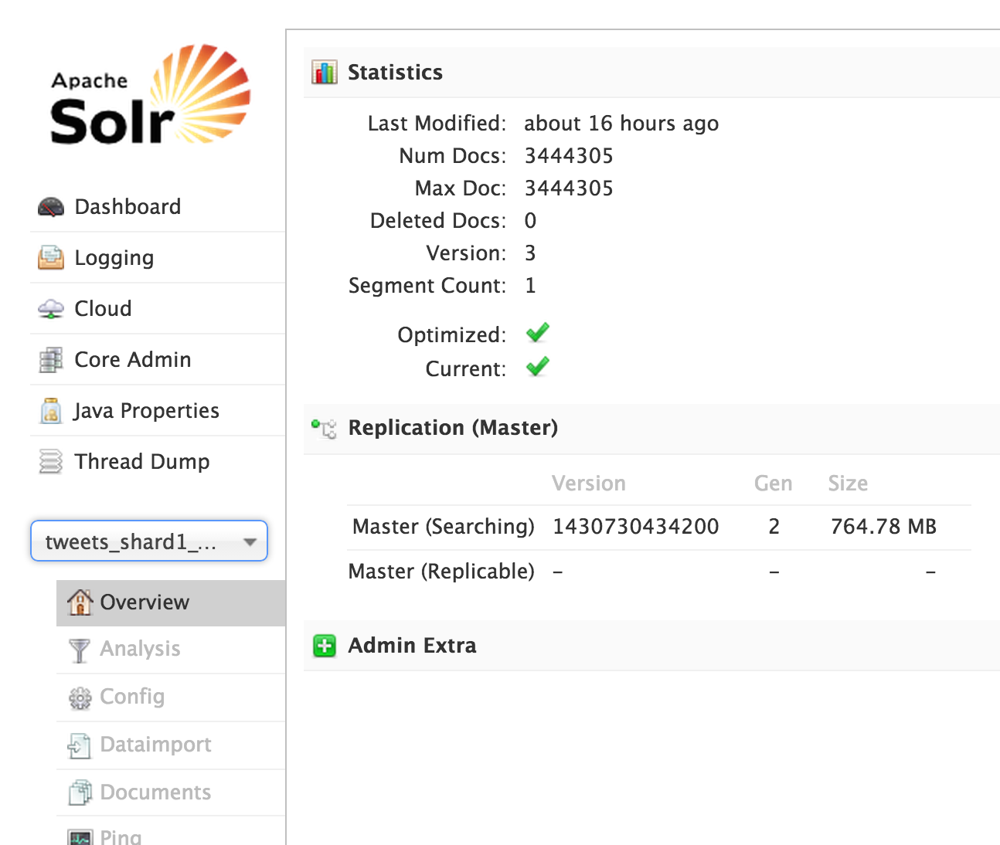 Apache
Solr
Dashboard
Logging
Cloud
Core Admin
Java Properties
Thread Dump
tweets_shard1_...
Overview
Analysis
Config
Dataimport
Documents
Ping
Statistics
Last Modified: about 16 hours ago
Num Docs: 3444305
Max Doc: 3444305
Deleted Docs: 0
Version: 3
Segment Count: 1
Optimized:
Current:
Replication (Master)
Version Gen Size
Master (Searching) 1430730434200 2 764.78 MB
Master (Replicable) – – –
Admin Extra